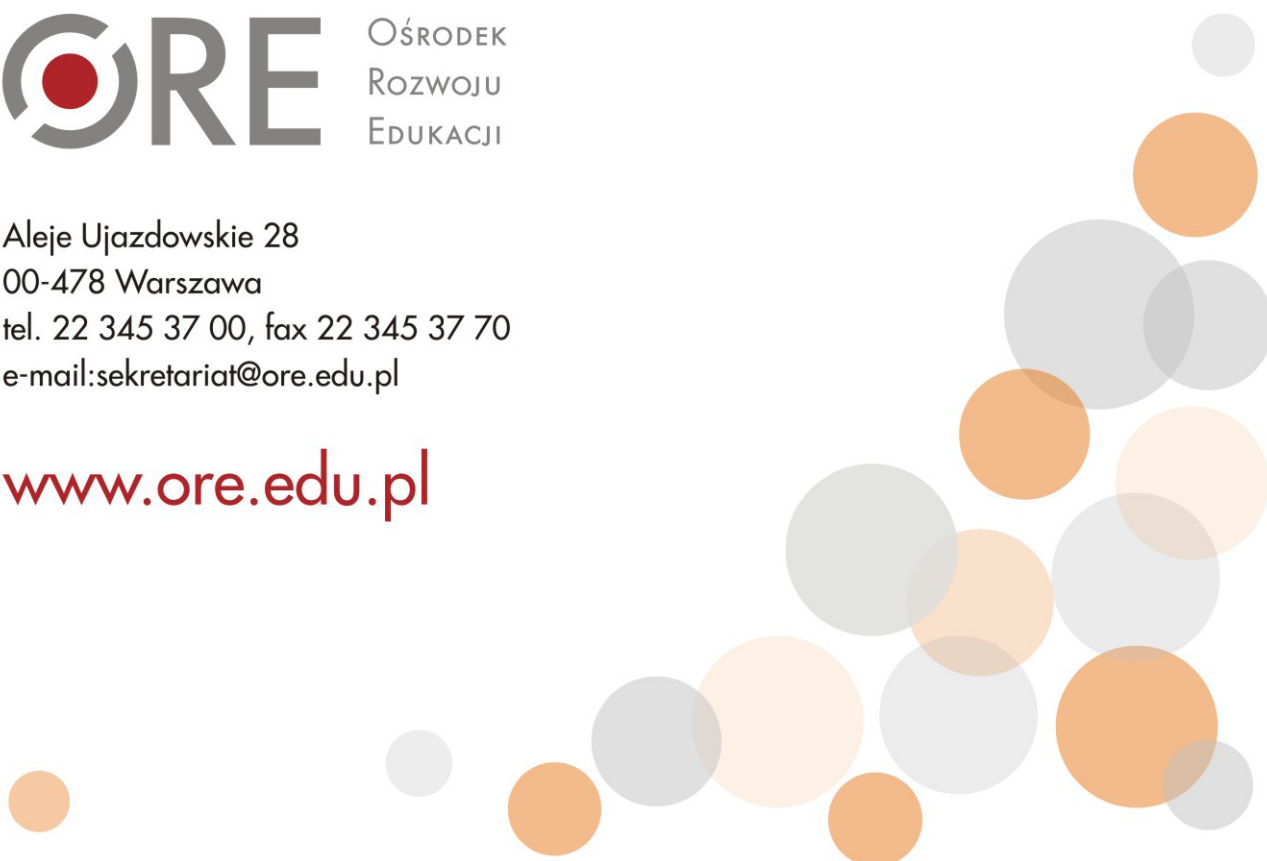 ORE
Ośrodek
Rozwoju
Edukacji
Aleje Ujazdowskie 28
00-478 Warszawa
tel. 22 345 37 00, fax 22 345 37 70
e-mail:sekretariat@ore.edu.pl
www.ore.edu.pl